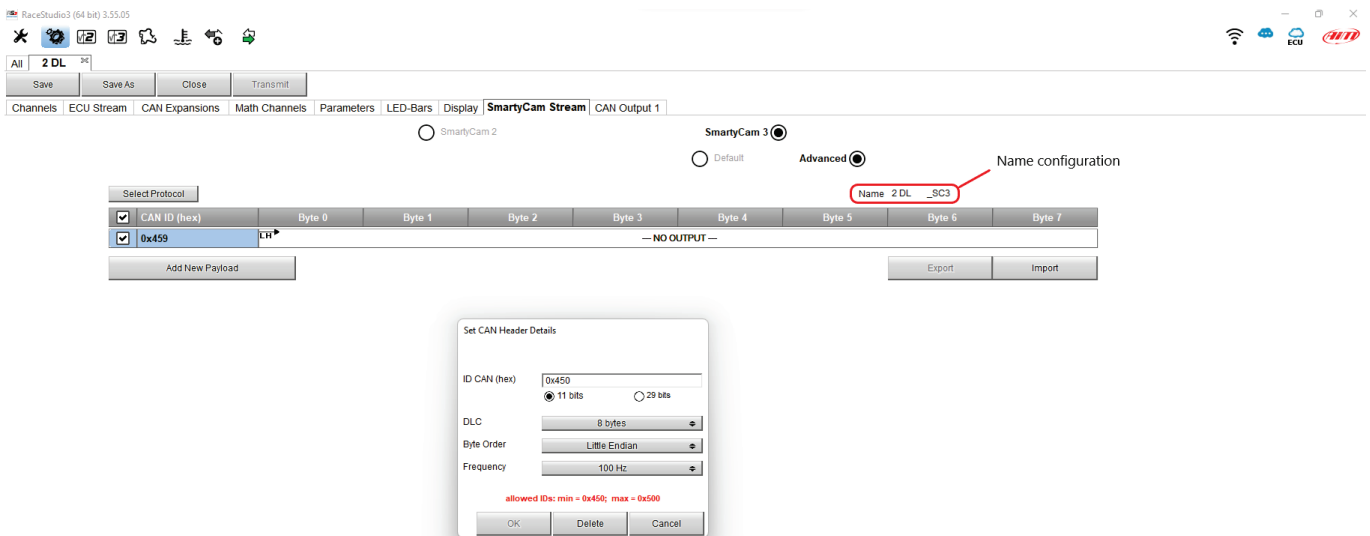 RaceStudio3 (64 bit) 3.55.05
ECU
AiM
All 2 DL
Save Save As Close Transmit
Channels ECU Stream CAN Expansions Math Channels Parameters LED-Bars Display SmartyCam Stream CAN Output 1
SmartyCam 2 SmartyCam 3
Default Advanced
Name configuration
Select Protocol Name 2 DL _SC3
CAN ID (hex) Byte 0 Byte 1 Byte 2 Byte 3 Byte 4 Byte 5 Byte 6 Byte 7
0x459 LH --- NO OUTPUT ---
Add New Payload Export Import
Set CAN Header Details
ID CAN (hex) 0x450
11 bits 29 bits
DLC 8 bytes
Byte Order Little Endian
Frequency 100 Hz
allowed IDs: min = 0x450; max = 0x500
OK Delete Cancel